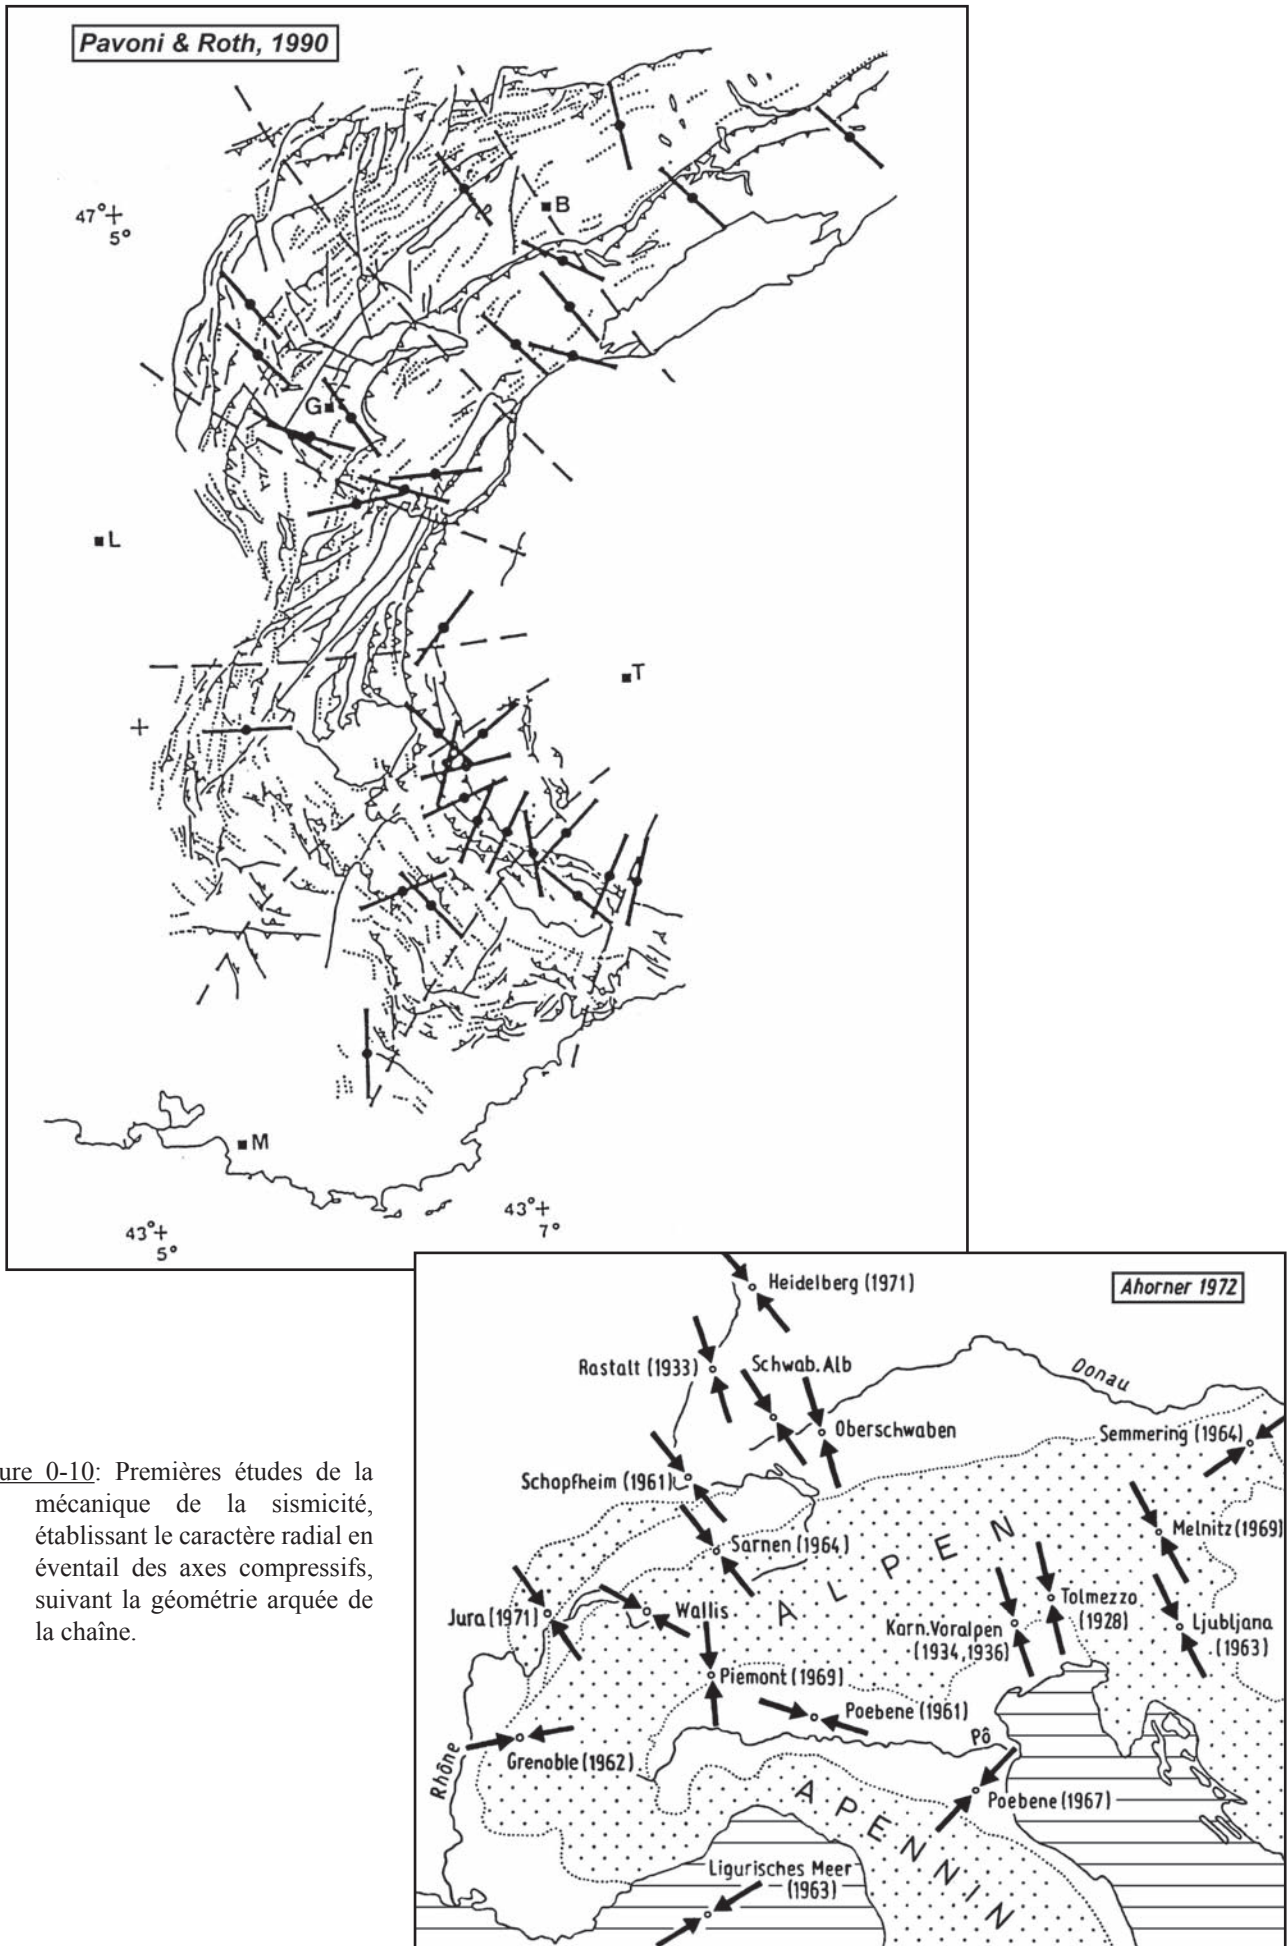 Pavoni & Roth, 1990
47°+
5°
B
G
L
T
M
43°+
5°
43°+
7°
Ahorner 1972
Heidelberg (1971)
Rastalt (1933)
Schwab. Alb
Donau
Oberschwaben
Semmering (1964)
Schopfheim (1961)
Melnitz (1969)
Sarnen (1964)
ALPEN
Jura (1971)
Wallis
Tolmezzo
(1928)
Karn. Voralpen
(1934, 1936)
Ljubljana
(1963)
Piemont (1969)
Poebene (1961)
Pô
Rhône
Grenoble (1962)
Poebene (1967)
APENNIN
Ligurisches Meer
(1963)
ure 0-10: Premières études de la
mécanique de la sismicité,
établissant le caractère radial en
éventail des axes compressifs,
suivant la géométrie arquée de
la chaîne.